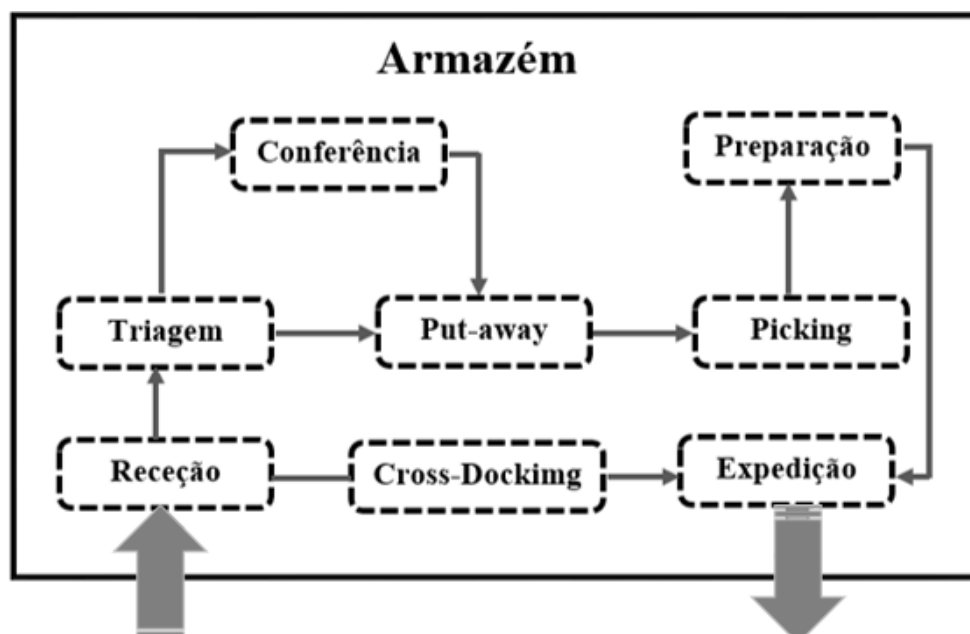 Armazém
Conferência
Preparação
Triagem
Put-away
Picking
Receção
Cross-Dockimg
Expedição